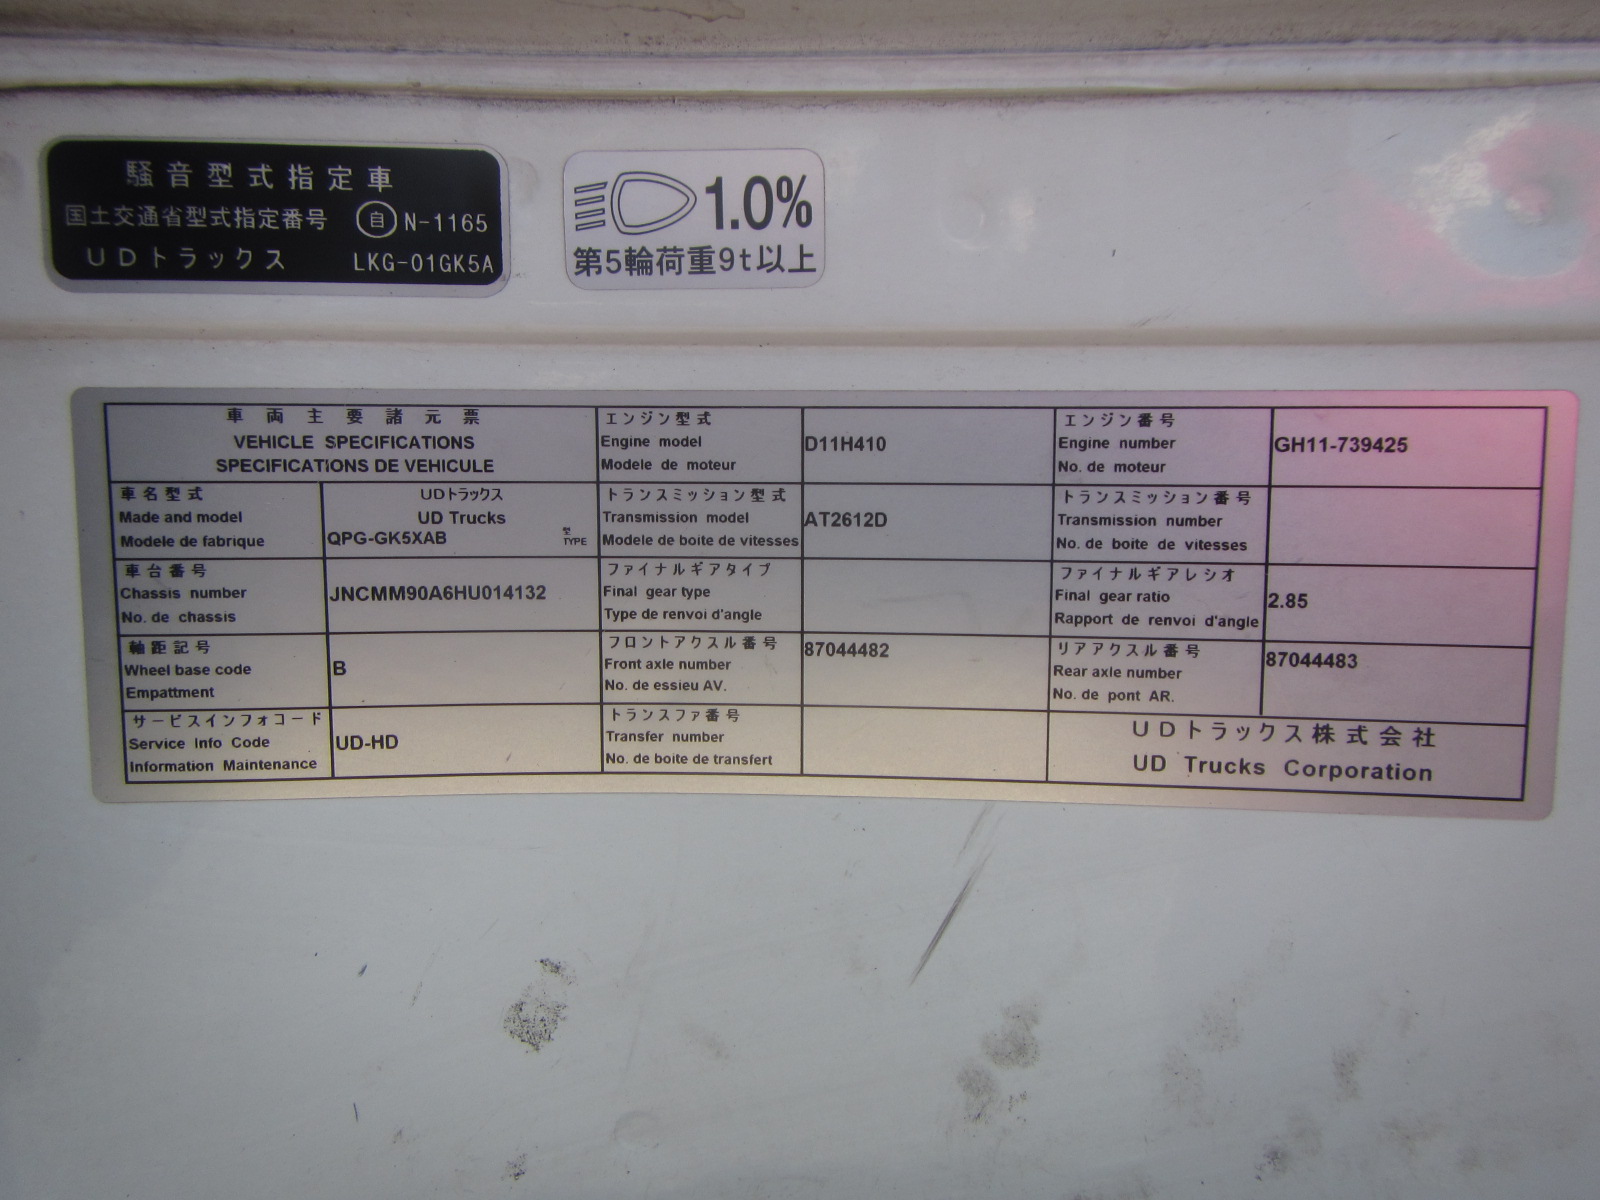 騒音型式指定車
国土交通省型式指定番号 自 N-1165
UDトラックス LKG-01GK5A
1.0%
第5輪荷重9t以上
車両主要諸元票
VEHICLE SPECIFICATIONS
SPECIFICATIONS DE VEHICULE
エンジン型式
Engine model
Modele de moteur
D11H410
エンジン番号
Engine number
No. de moteur
GH11-739425
車名型式
Made and model
Modele de fabrique
UDトラックス
UD Trucks
QPG-GK5XAB
型
TYPE
トランスミッション型式
Transmission model
Modele de boite de vitesses
AT2612D
トランスミッション番号
Transmission number
No. de boite de vitesses
車台番号
Chassis number
No. de chassis
JNCMM90A6HU014132
ファイナルギアタイプ
Final gear type
Type de renvoi d'angle
ファイナルギアレシオ
Final gear ratio
Rapport de renvoi d'angle
2.85
軸距記号
Wheel base code
Empattment
B
フロントアクスル番号
Front axle number
No. de essieu AV.
87044482
リアアクスル番号
Rear axle number
No. de pont AR.
87044483
サービスインフォコード
Service Info Code
Information Maintenance
UD-HD
トランスファ番号
Transfer number
No. de boite de transfert
UDトラックス株式会社
UD Trucks Corporation